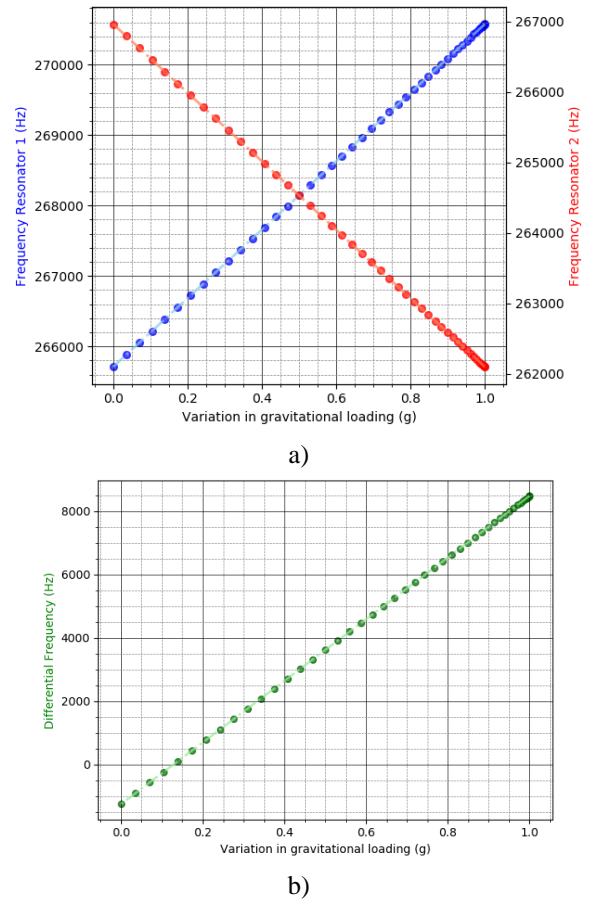 270000
269000
268000
267000
266000
Frequency Resonator 1 (Hz)
267000
266000
265000
264000
263000
262000
Frequency Resonator 2 (Hz)
0.0 0.2 0.4 0.6 0.8 1.0
Variation in gravitational loading (g)
a)
8000
6000
4000
2000
0
Differential Frequency (Hz)
0.0 0.2 0.4 0.6 0.8 1.0
Variation in gravitational loading (g)
b)